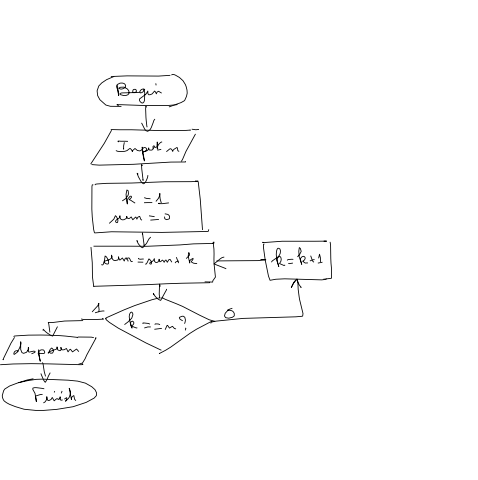 Begin
Input n
k = 1
sum = 0
sum = sum + k
k = k + 1
k == n?
1
0
disp sum
Finish